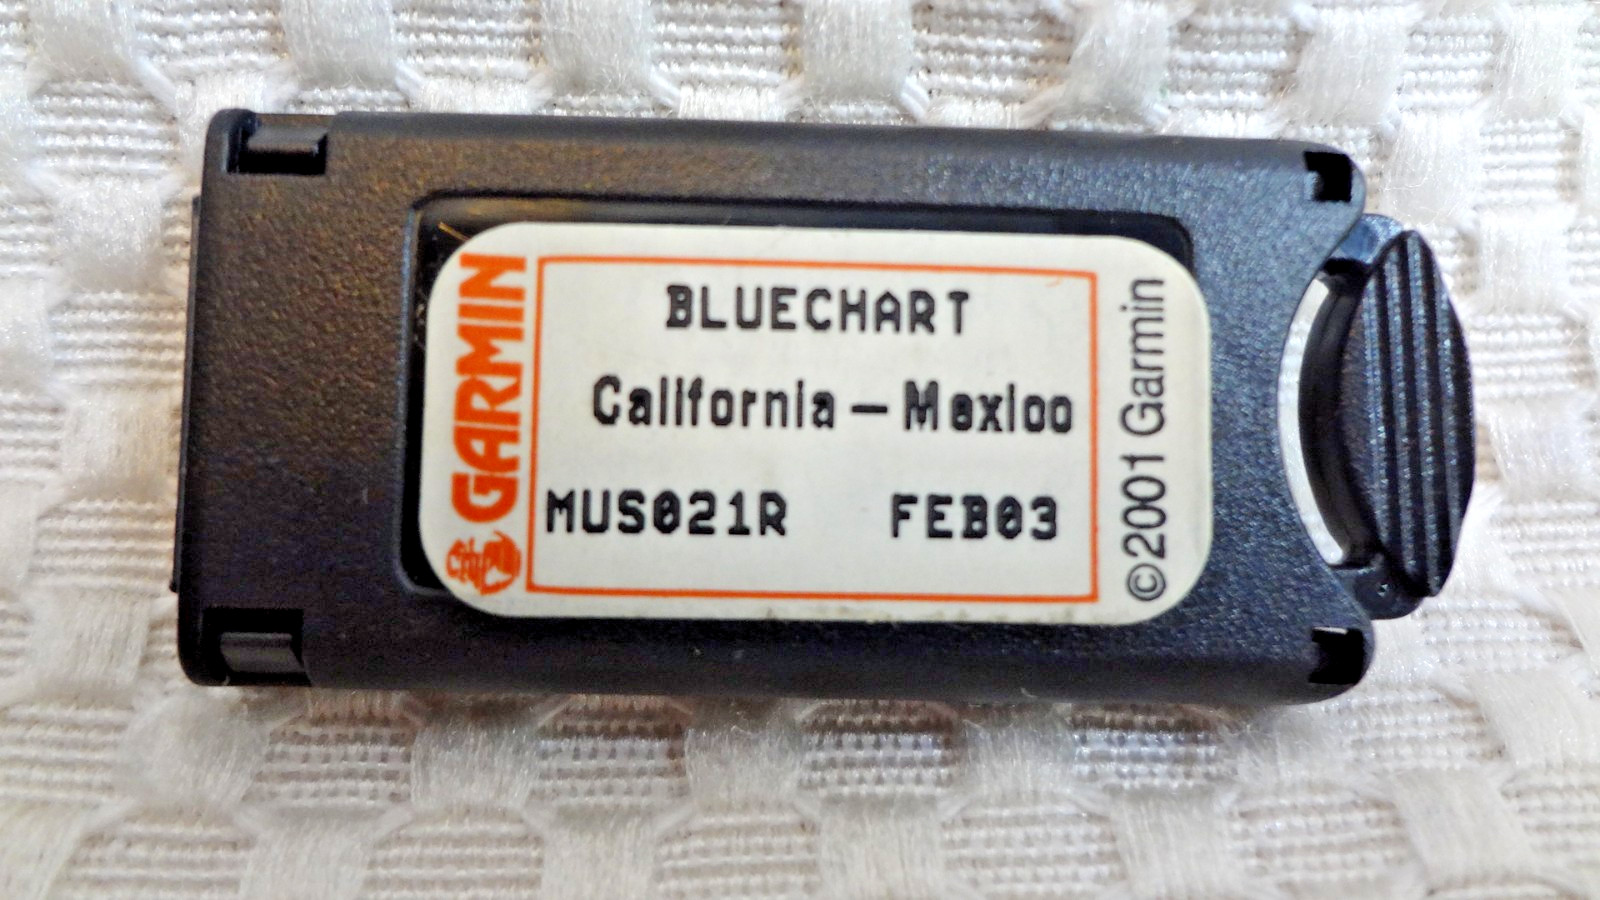 GARMIN
BLUECHART
California - Mexico
MUS021R FEB03
©2001 Garmin